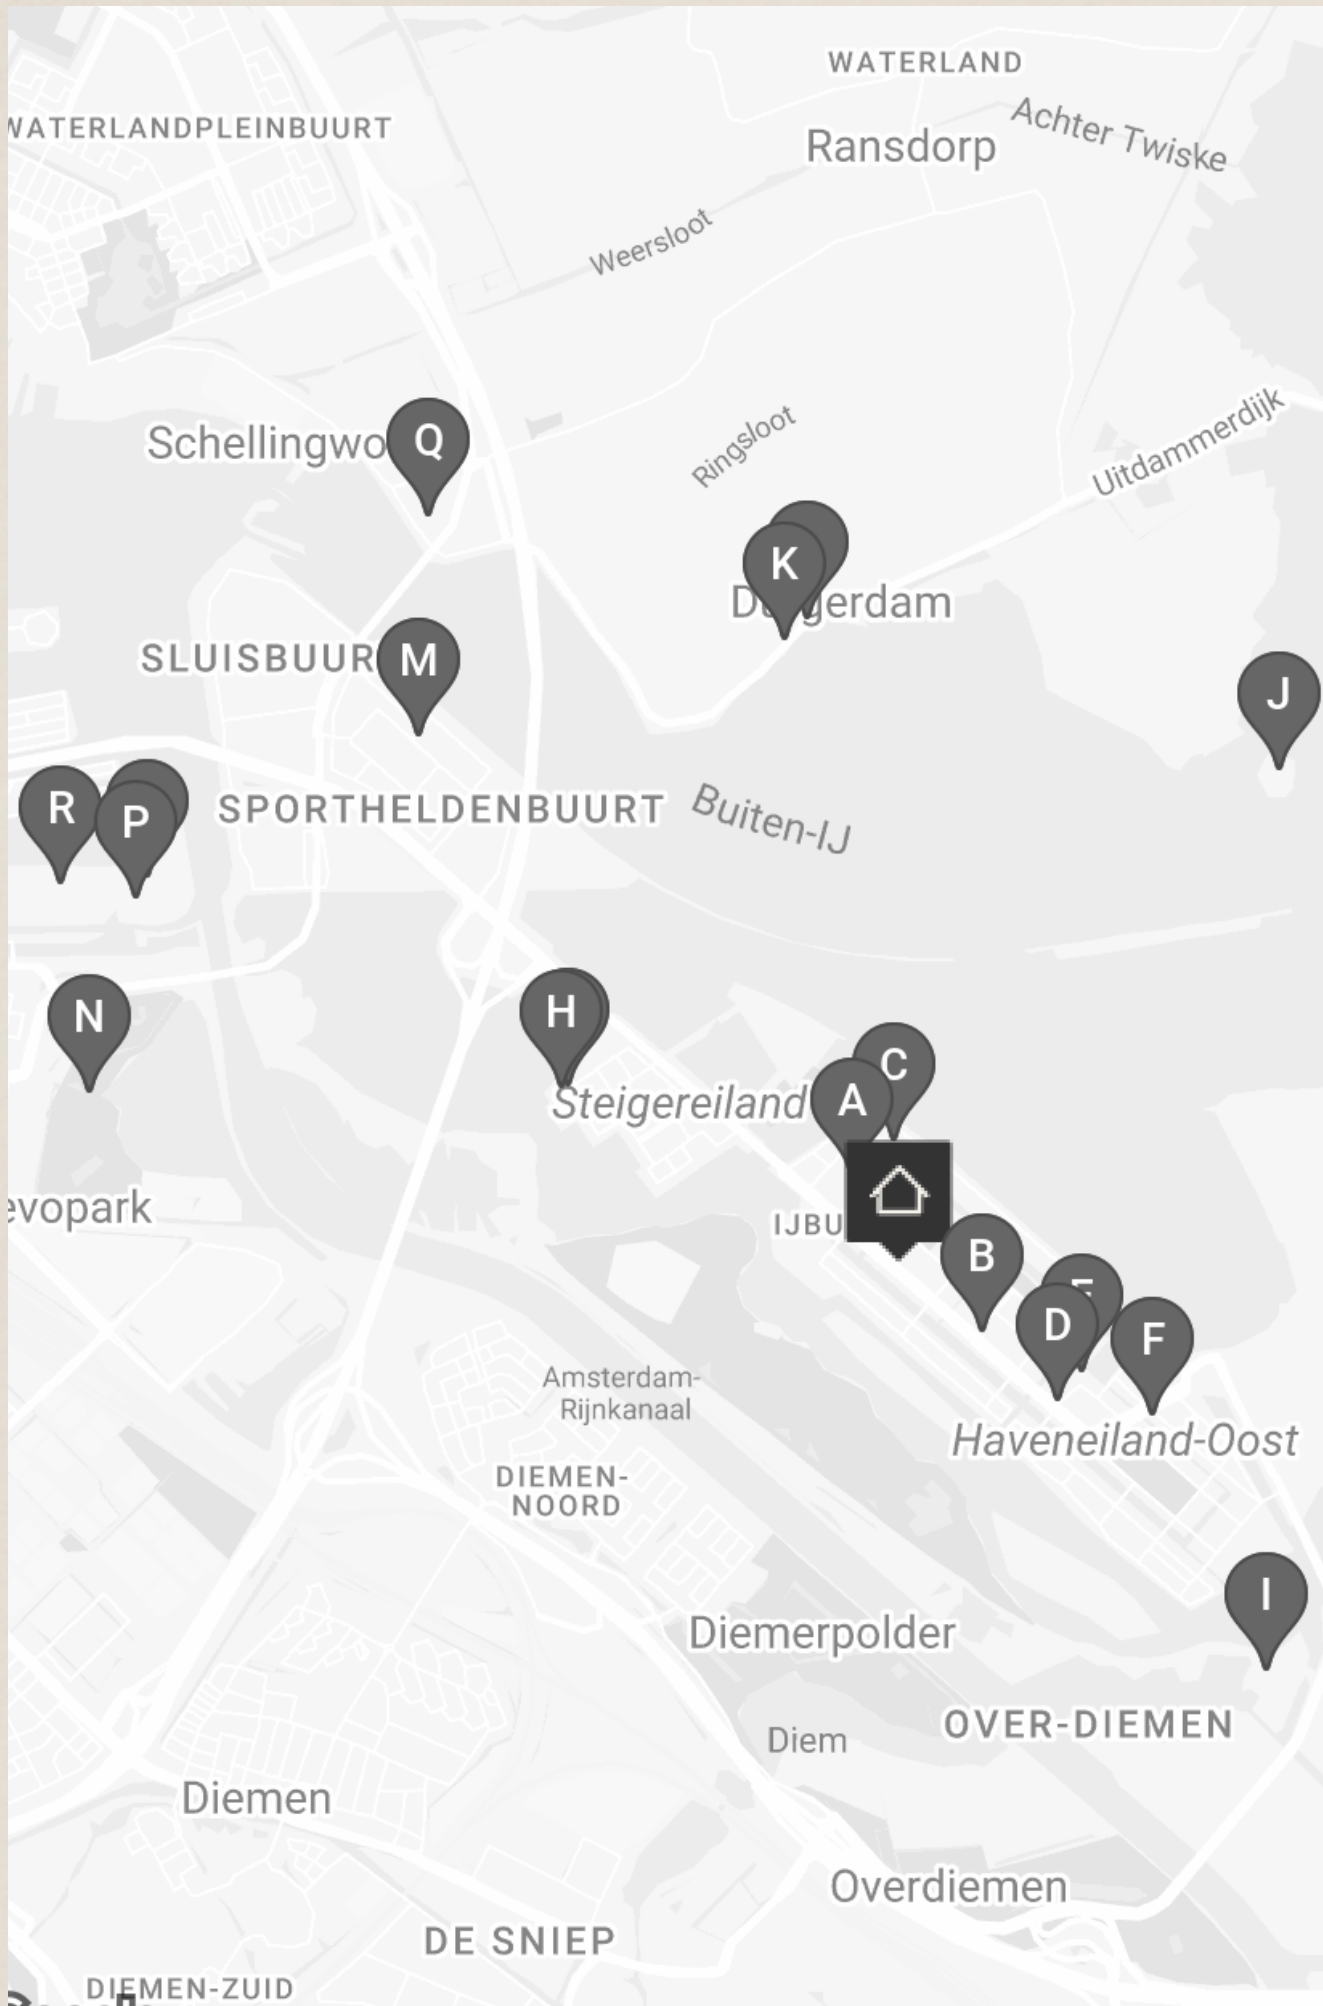 WATERLAND
Achter Twiske
WATERLANDPLEINBUURT
Ransdorp
Weersloot
Uitdammerdijk
Ringsloot
Schellingwo
Q
K
D gerdam
SLUISBUUR
M
J
R
P
SPORTHELDENBUURT
Buiten-IJ
N
H
C
Steigereiland
A
evopark
IJBU
B
D
F
Amsterdam-
Rijnkanaal
Haveneiland-Oost
DIEMEN-
NOORD
I
Diemerpolder
OVER-DIEMEN
Diem
Diemen
Overdiemen
DE SNIEP
DIEMEN-ZUID